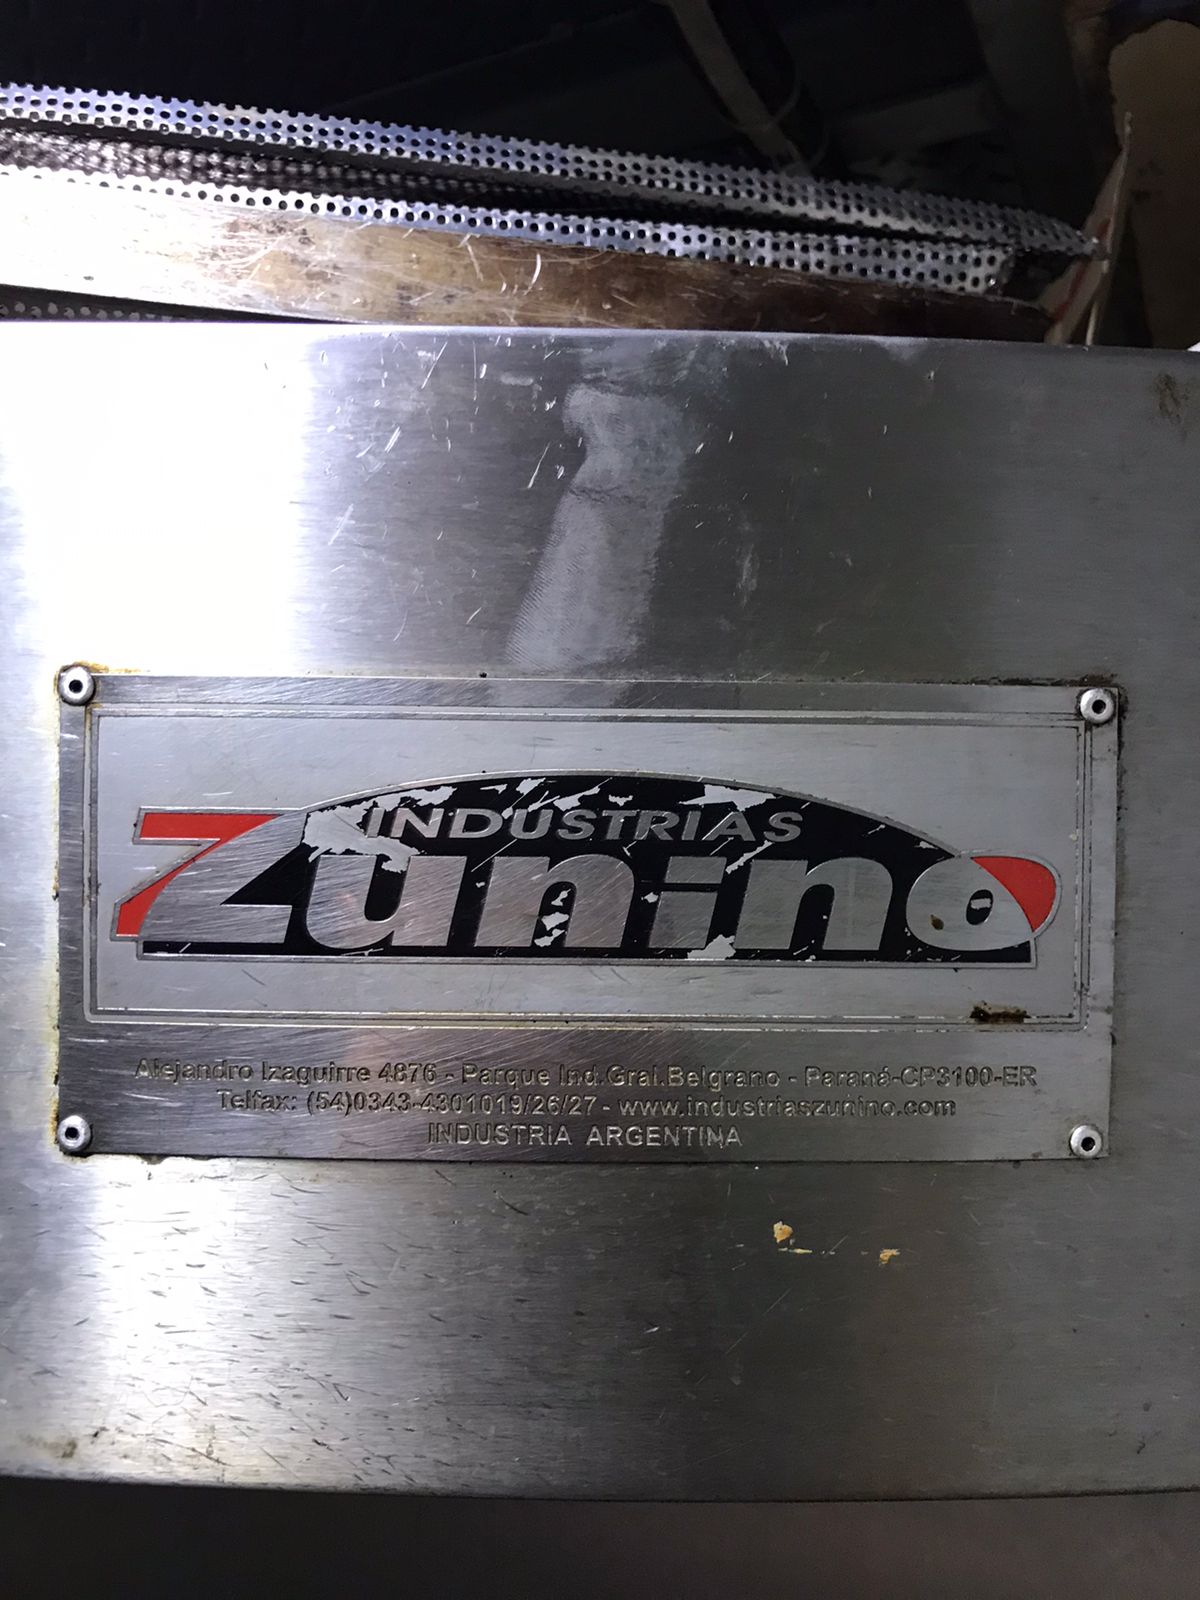 INDUSTRIAS
Zunino
Alejandro Izaguirre 4876 - Parque Ind.Gral.Belgrano - Paraná-CP3100-ER
Telfax: (54)0343-4301019/26/27 - www.industriaszunino.com
INDUSTRIA ARGENTINA